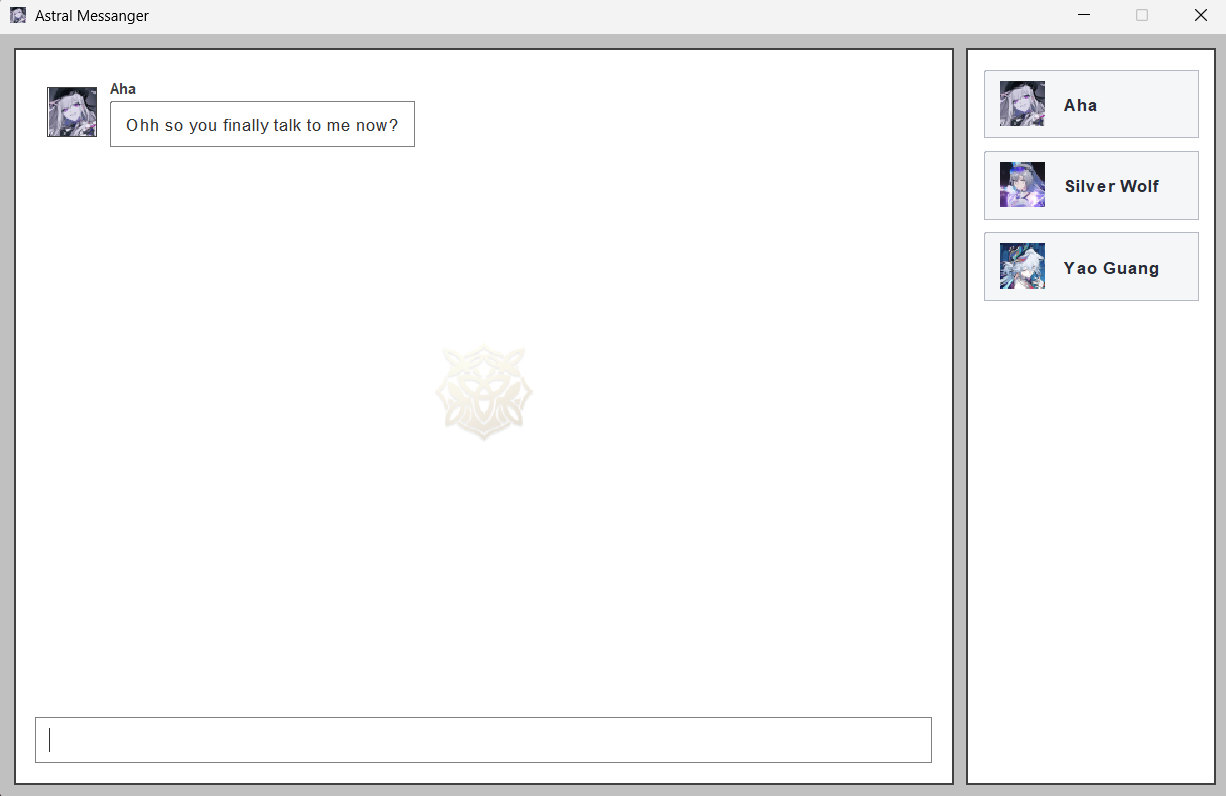 Astral Messanger
Aha
Ohh so you finally talk to me now?
Aha
Silver Wolf
Yao Guang